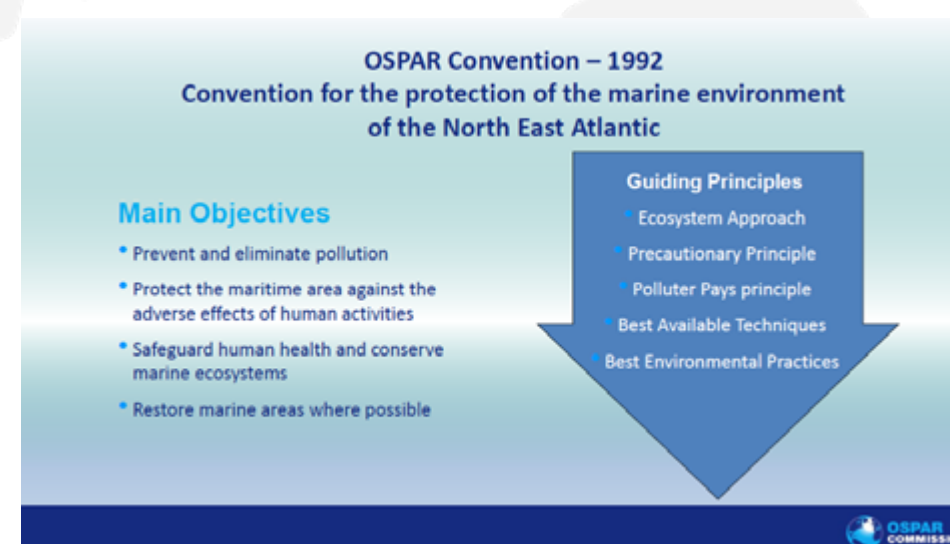 OSPAR Convention – 1992
Convention for the protection of the marine environment
of the North East Atlantic
Main Objectives
• Prevent and eliminate pollution
• Protect the maritime area against the
adverse effects of human activities
• Safeguard human health and conserve
marine ecosystems
• Restore marine areas where possible
Guiding Principles
• Ecosystem Approach
• Precautionary Principle
• Polluter Pays principle
• Best Available Techniques
• Best Environmental Practices
OSPAR